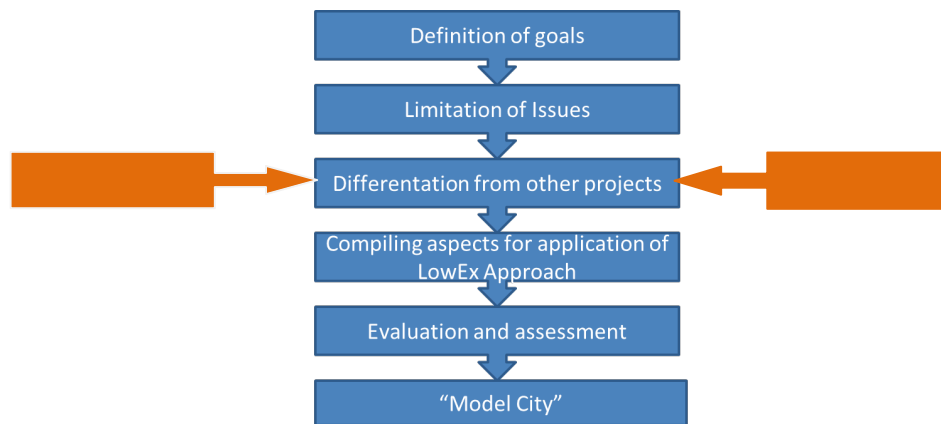 Definition of goals
Limitation of Issues
Differentation from other projects
Compiling aspects for application of
LowEx Approach
Evaluation and assessment
“Model City”